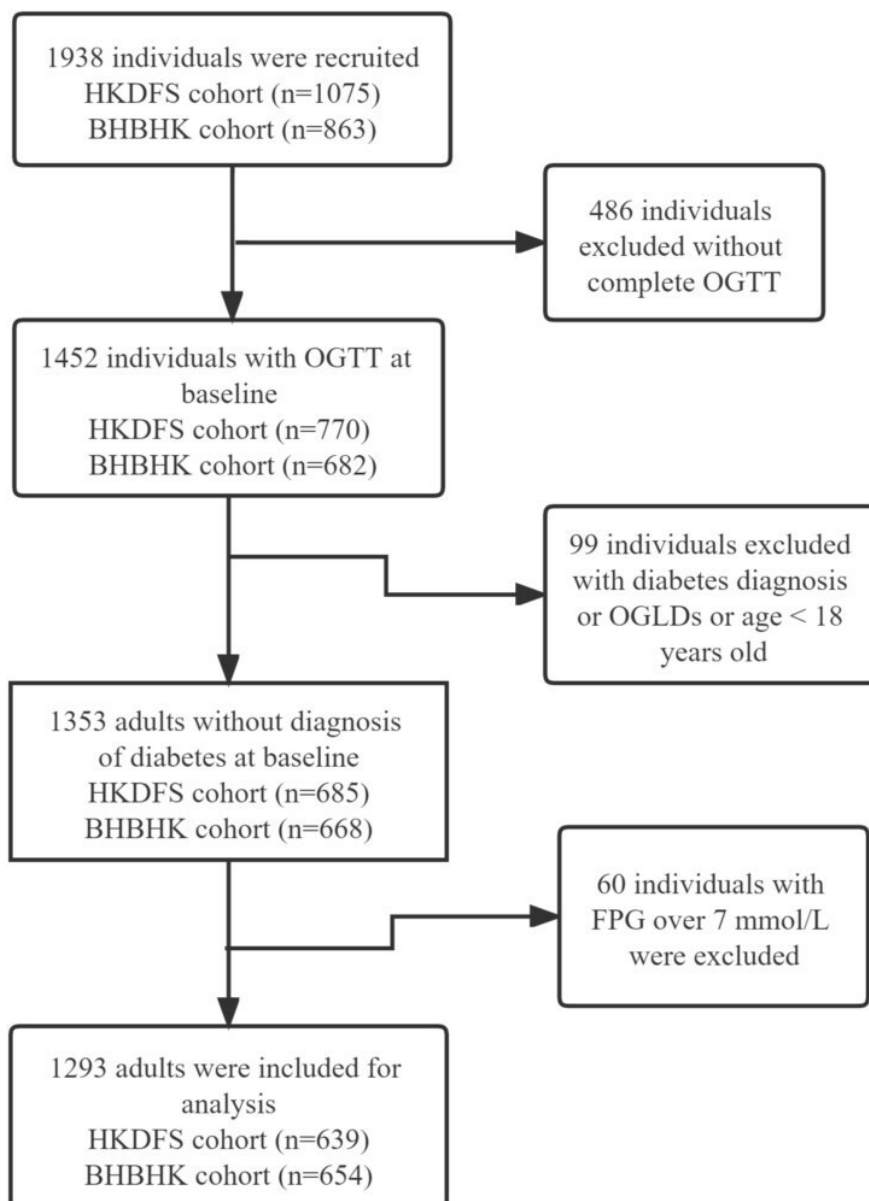 1938 individuals were recruited
HKDFS cohort (n=1075)
BHBHK cohort (n=863)
486 individuals
excluded without
complete OGTT
1452 individuals with OGTT at
baseline
HKDFS cohort (n=770)
BHBHK cohort (n=682)
99 individuals excluded
with diabetes diagnosis
or OGLDs or age < 18
years old
1353 adults without diagnosis
of diabetes at baseline
HKDFS cohort (n=685)
BHBHK cohort (n=668)
60 individuals with
FPG over 7 mmol/L
were excluded
1293 adults were included for
analysis
HKDFS cohort (n=639)
BHBHK cohort (n=654)